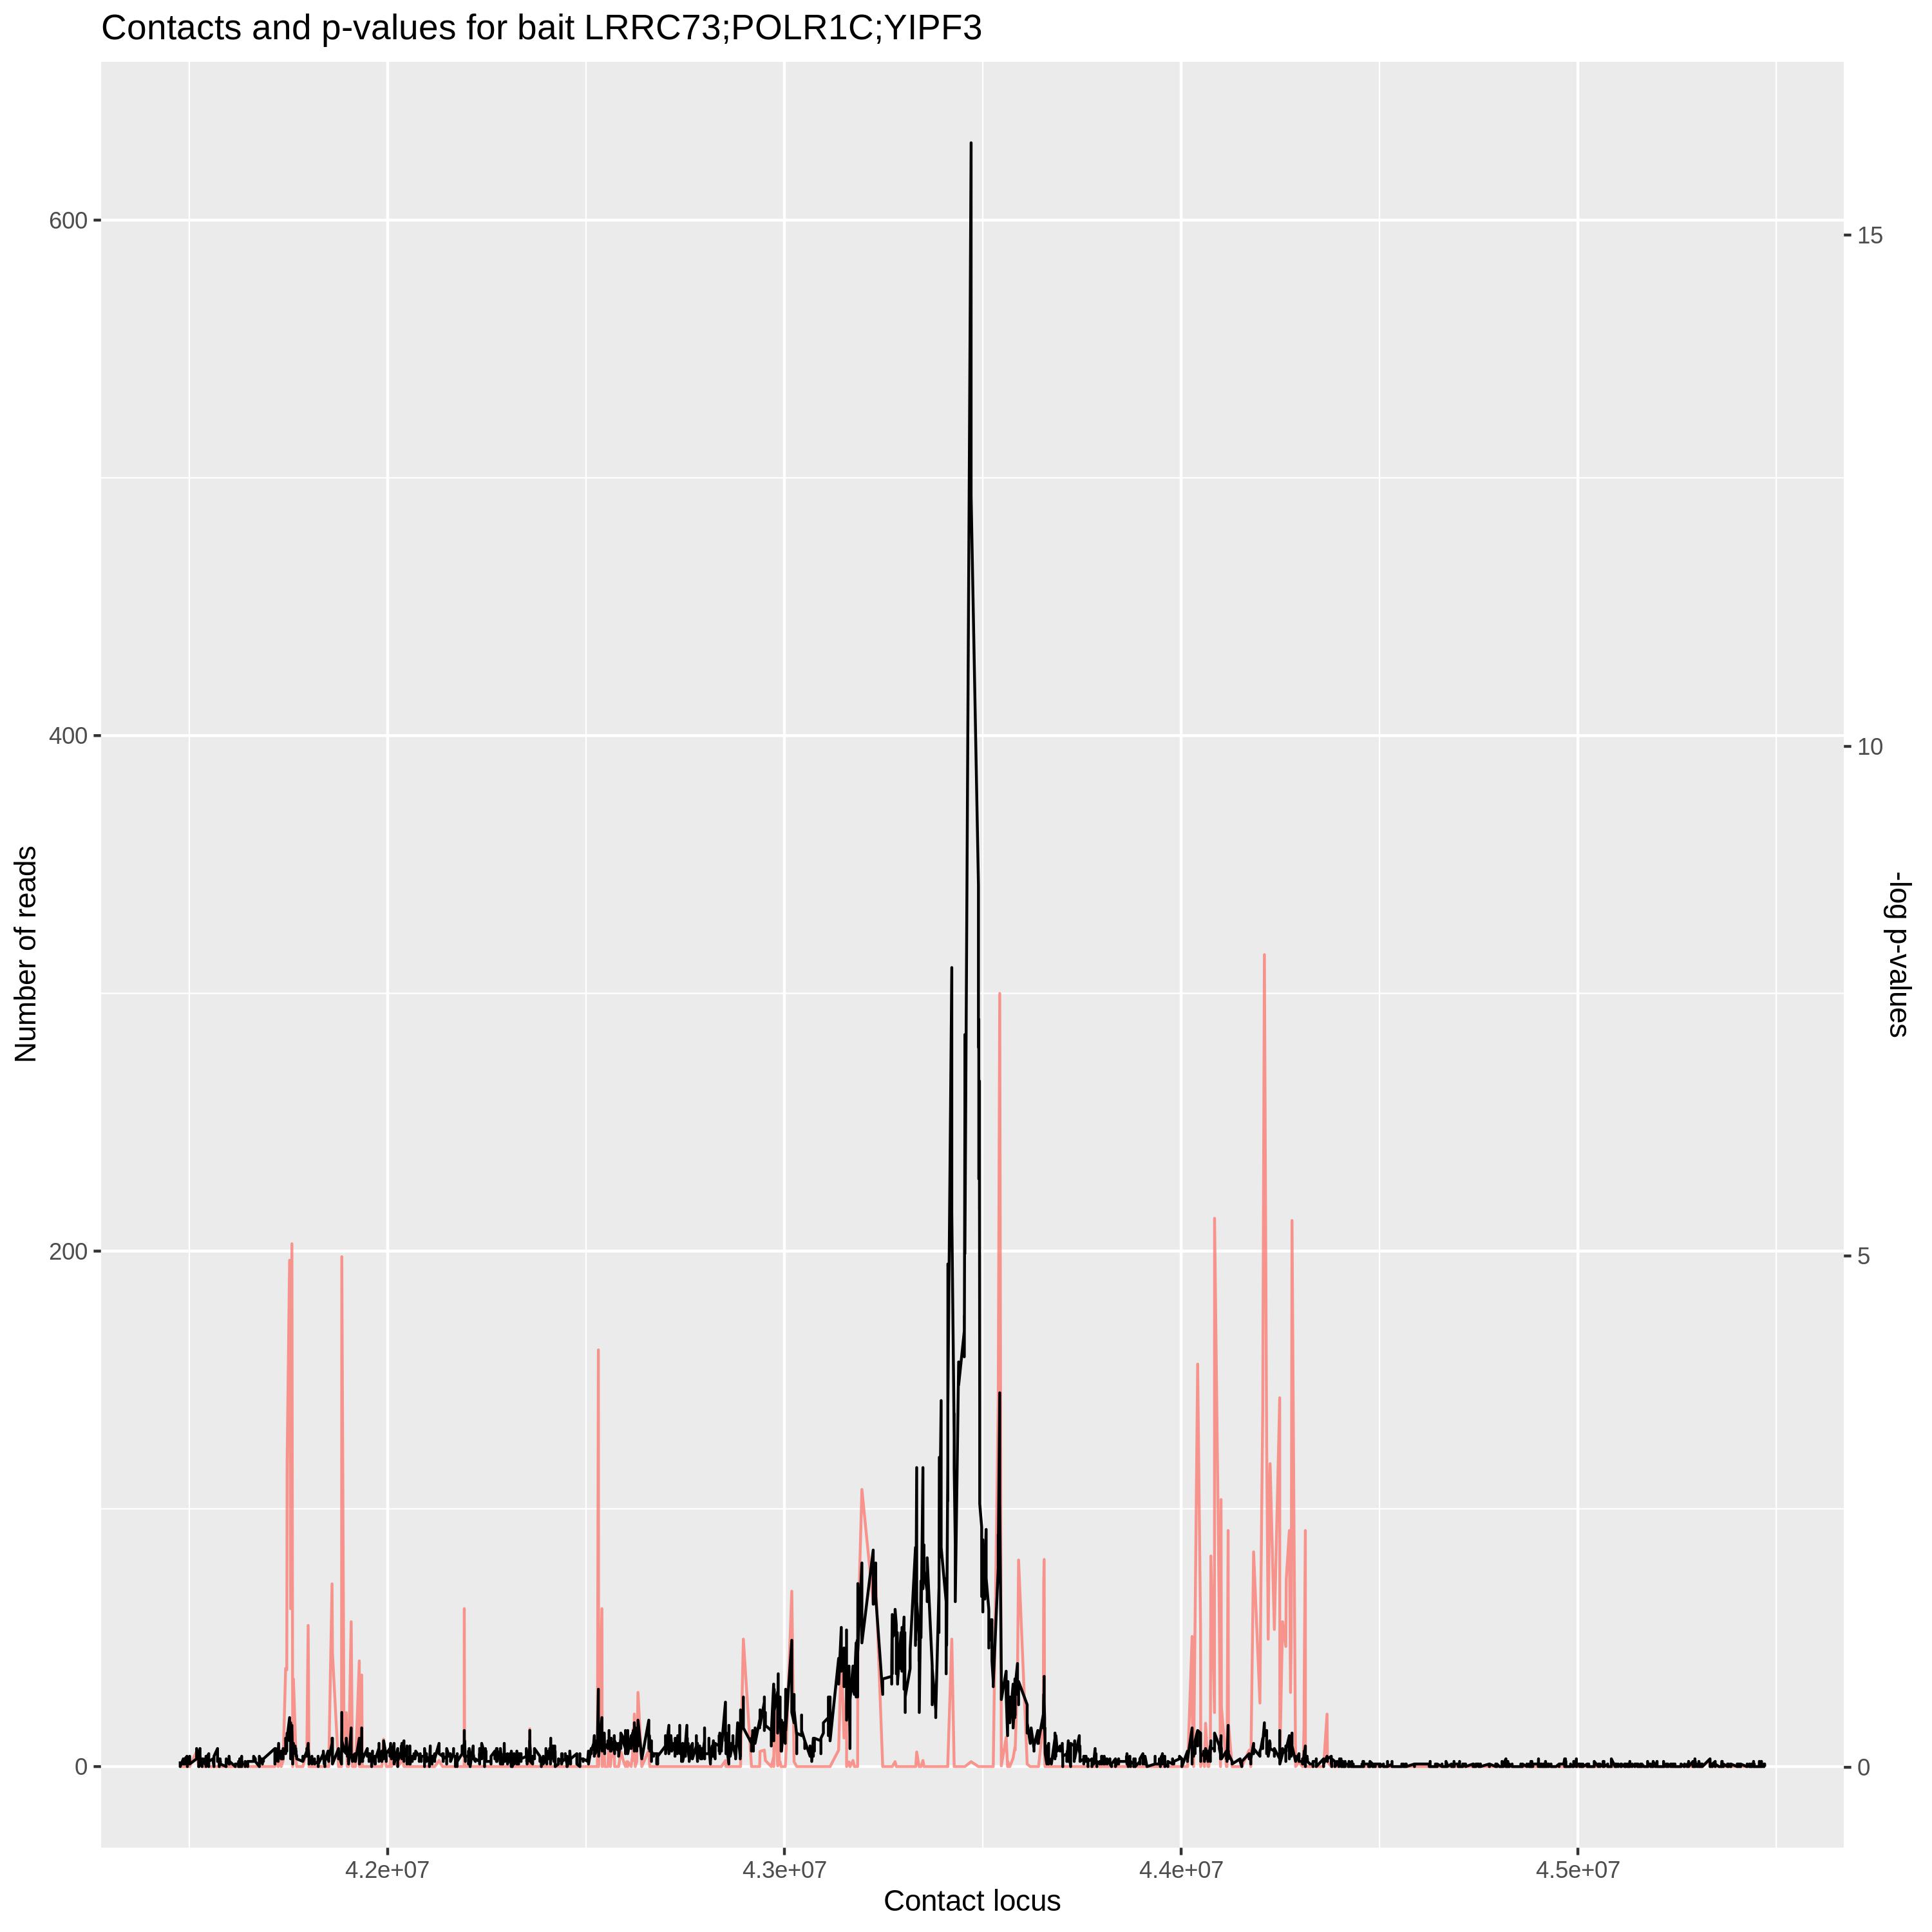 Contacts and p-values for bait LRRC73;POLR1C;YIPF3
600
400
200
0
Number of reads
15
10
5
0
-log p-values
4.2e+07 4.3e+07 4.4e+07 4.5e+07
Contact locus